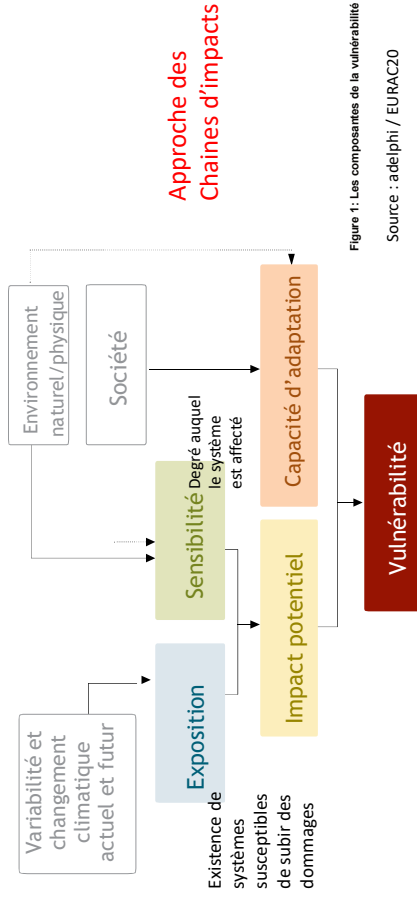 Variabilité et
changement
climatique
actuel et futur
Environnement
naturel/physique
Société
Approche des
Chaines d'impacts
Exposition
Sensibilité
Degré auquel
le système
est affecté
Existence de
systèmes
susceptibles
de subir des
dommages
Impact potentiel
Capacité d'adaptation
Vulnérabilité
Figure 1: Les composantes de la vulnérabilité
Source : adelphi / EURAC20